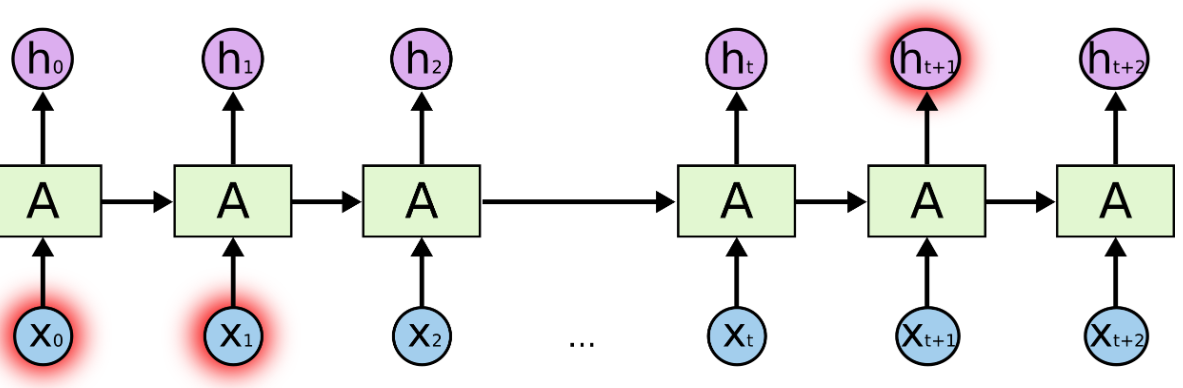 h₀ h₁ h₂ hₜ hₜ₊₁ hₜ₊₂
A A A A A A
x₀ x₁ x₂ ... xₜ xₜ₊₁ xₜ₊₂